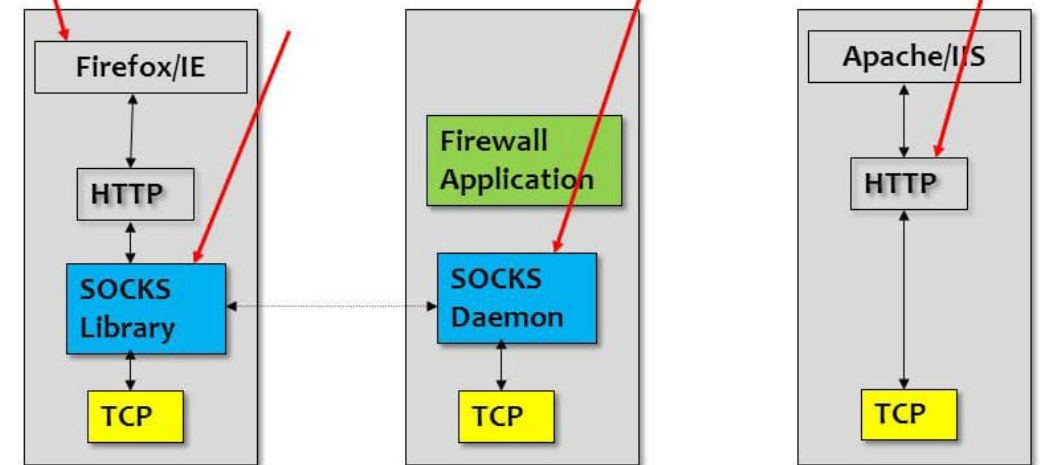 Firefox/IE
HTTP
SOCKS
Library
TCP
Firewall
Application
SOCKS
Daemon
TCP
Apache/IIS
HTTP
TCP